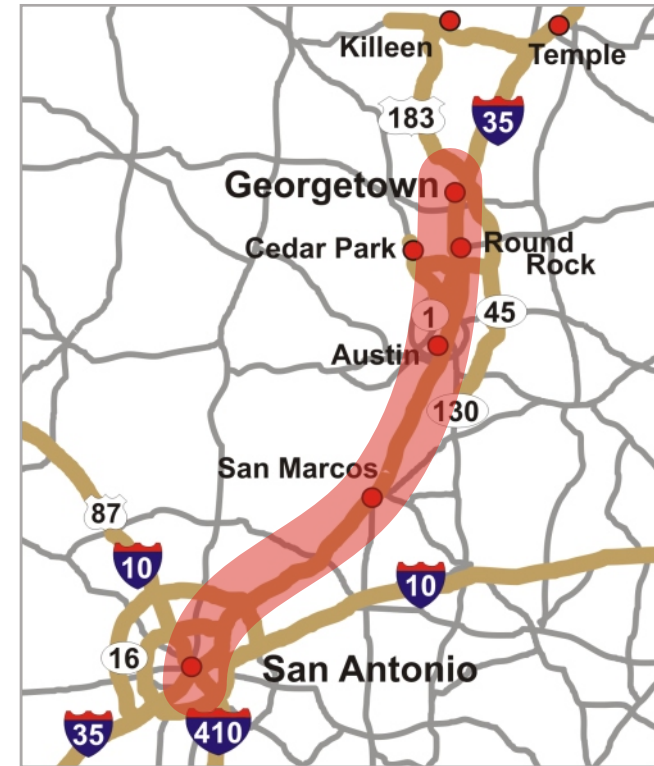 Killeen
Temple
183
35
Georgetown
Cedar Park
Round
Rock
1
45
Austin
130
San Marcos
87
10
10
16
San Antonio
35
410